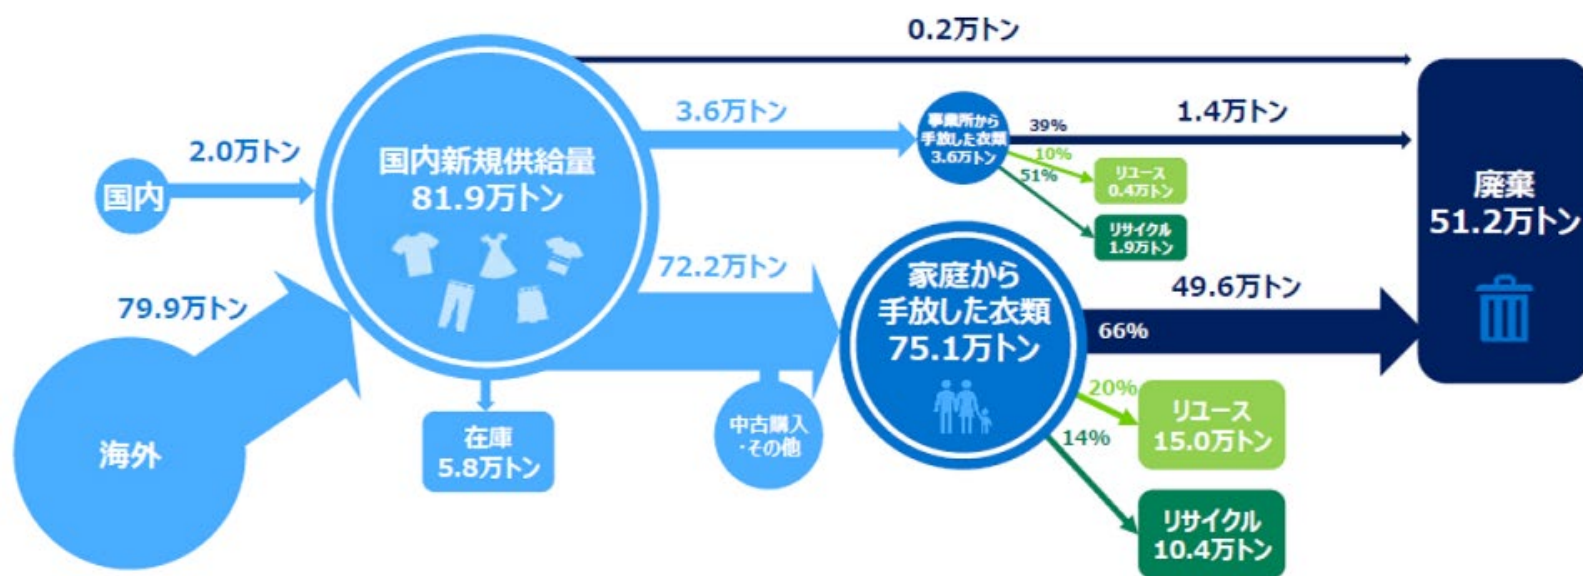 0.2万トン
3.6万トン
事業所から
手放した衣類
3.6万トン
39%
1.4万トン
10%
51%
リユース
0.4万トン
リサイクル
1.9万トン
2.0万トン
国内
国内新規供給量
81.9万トン
廃棄
51.2万トン
79.9万トン
海外
72.2万トン
家庭から
手放した衣類
75.1万トン
49.6万トン
66%
在庫
5.8万トン
中古購入
・その他
20%
14%
リユース
15.0万トン
リサイクル
10.4万トン